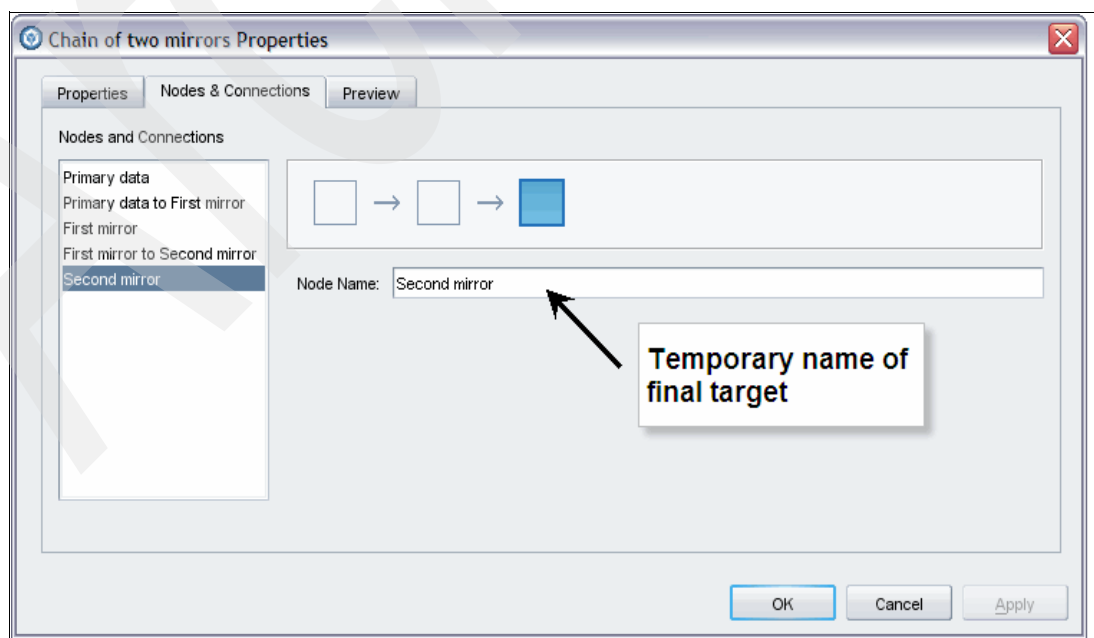 Chain of two mirrors Properties
Properties
Nodes & Connections
Preview
Nodes and Connections
Primary data
Primary data to First mirror
First mirror
First mirror to Second mirror
Second mirror
Node Name: Second mirror
Temporary name of
final target
OK
Cancel
Apply